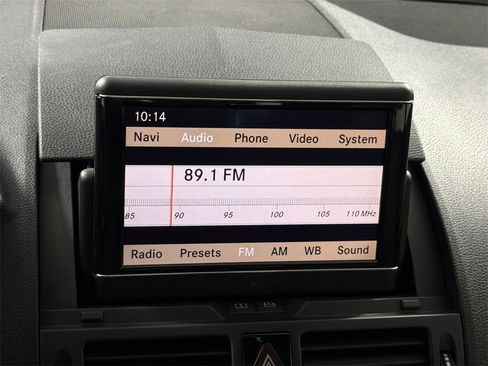 10:14
Navi Audio Phone Video System
89.1 FM
85 90 95 100 105 110 MHz
Radio Presets FM AM WB Sound